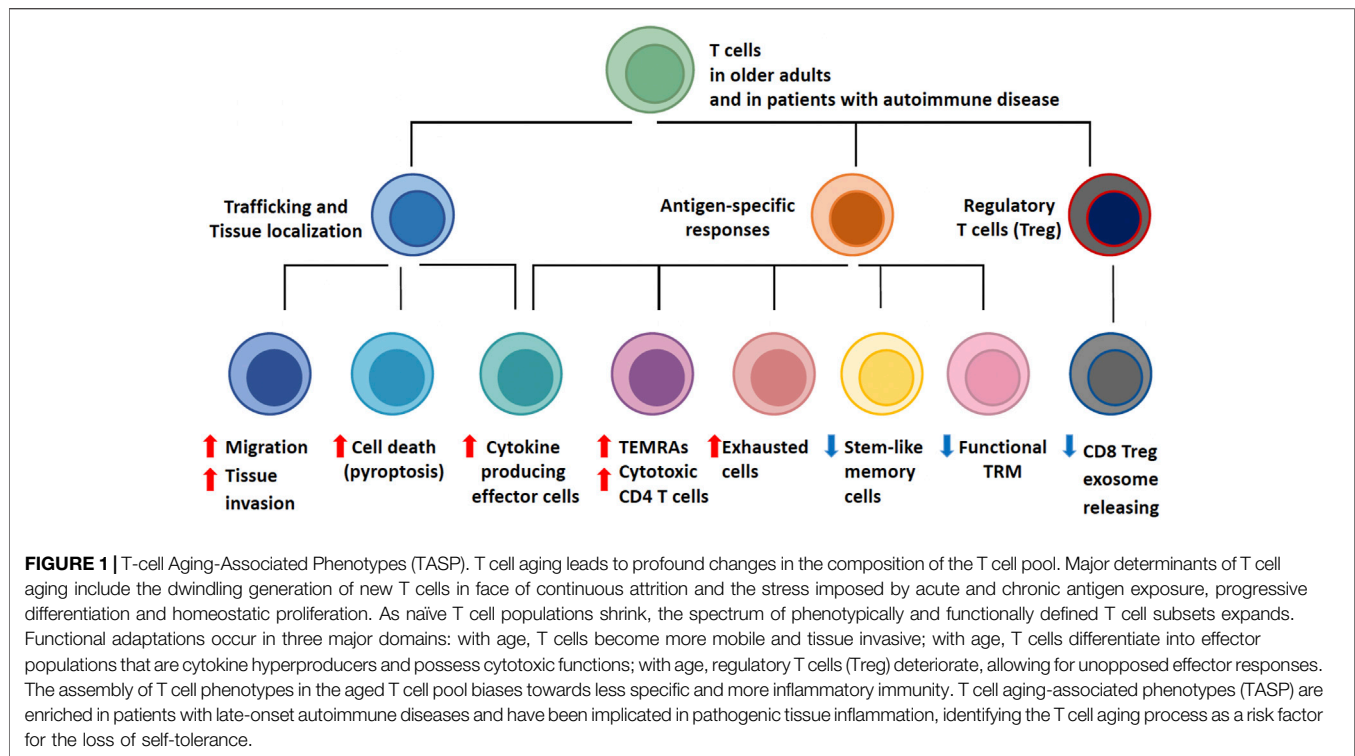 T cells
in older adults
and in patients with autoimmune disease
Trafficking and
Tissue localization
Antigen-specific
responses
Regulatory
T cells (Treg)
Migration
Tissue
invasion
Cell death
(pyroptosis)
Cytokine
producing
effector cells
TEMRAs
Cytotoxic
CD4 T cells
Exhausted
cells
Stem-like
memory
cells
Functional
TRM
CD8 Treg
exosome
releasing
FIGURE 1 | T-cell Aging-Associated Phenotypes (TASP). T cell aging leads to profound changes in the composition of the T cell pool. Major determinants of T cell
aging include the dwindling generation of new T cells in face of continuous attrition and the stress imposed by acute and chronic antigen exposure, progressive
differentiation and homeostatic proliferation. As naïve T cell populations shrink, the spectrum of phenotypically and functionally defined T cell subsets expands.
Functional adaptations occur in three major domains: with age, T cells become more mobile and tissue invasive; with age, T cells differentiate into effector
populations that are cytokine hyperproducers and possess cytotoxic functions; with age, regulatory T cells (Treg) deteriorate, allowing for unopposed effector responses.
The assembly of T cell phenotypes in the aged T cell pool biases towards less specific and more inflammatory immunity. T cell aging-associated phenotypes (TASP) are
enriched in patients with late-onset autoimmune diseases and have been implicated in pathogenic tissue inflammation, identifying the T cell aging process as a risk factor
for the loss of self-tolerance.